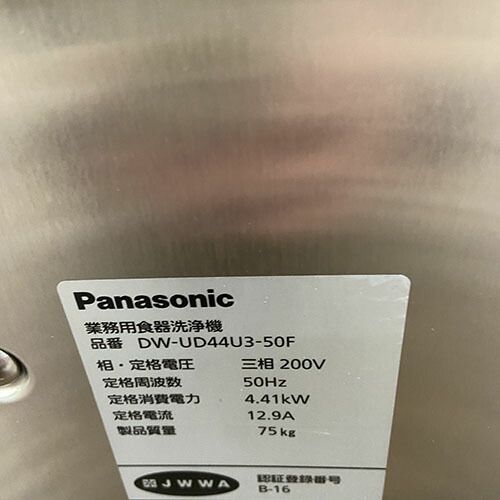 Panasonic
業務用食器洗浄機
品番 DW-UD44U3-50F
相・定格電圧 三相 200V
定格周波数 50Hz
定格消費電力 4.41kW
定格電流 12.9A
製品質量 75kg
JWWA 認証登録番号
B-16